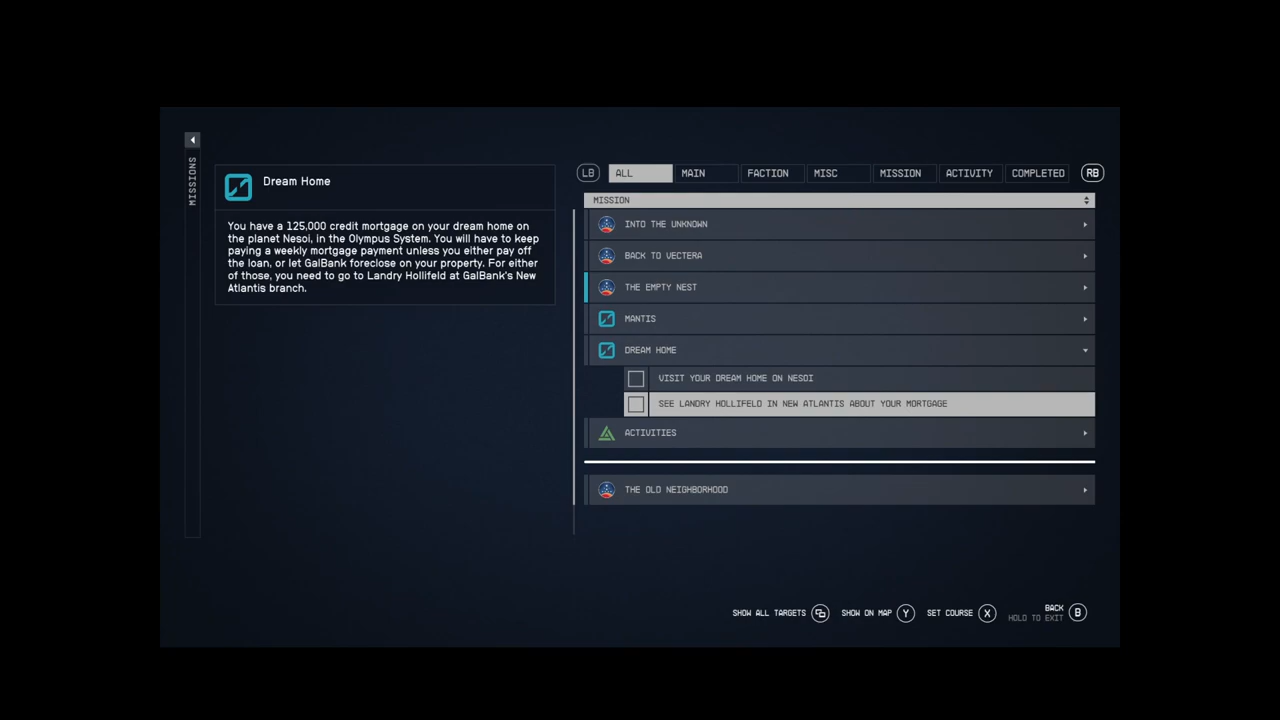 MISSIONS
Dream Home
You have a 125,000 credit mortgage on your dream home on
the planet Nesoi, in the Olympus System. You will have to keep
paying a weekly mortgage payment unless you either pay off
the loan, or let GalBank foreclose on your property. For either
of those, you need to go to Landry Hollifeld at GalBank's New
Atlantis branch.
LB ALL MAIN FACTION MISC MISSION ACTIVITY COMPLETED RB
MISSION
INTO THE UNKNOWN
BACK TO VECTERA
THE EMPTY NEST
MANTIS
DREAM HOME
VISIT YOUR DREAM HOME ON NESOI
SEE LANDRY HOLLIFELD IN NEW ATLANTIS ABOUT YOUR MORTGAGE
ACTIVITIES
THE OLD NEIGHBORHOOD
SHOW ALL TARGETS SHOW ON MAP Y SET COURSE X BACK B
HOLD TO EXIT